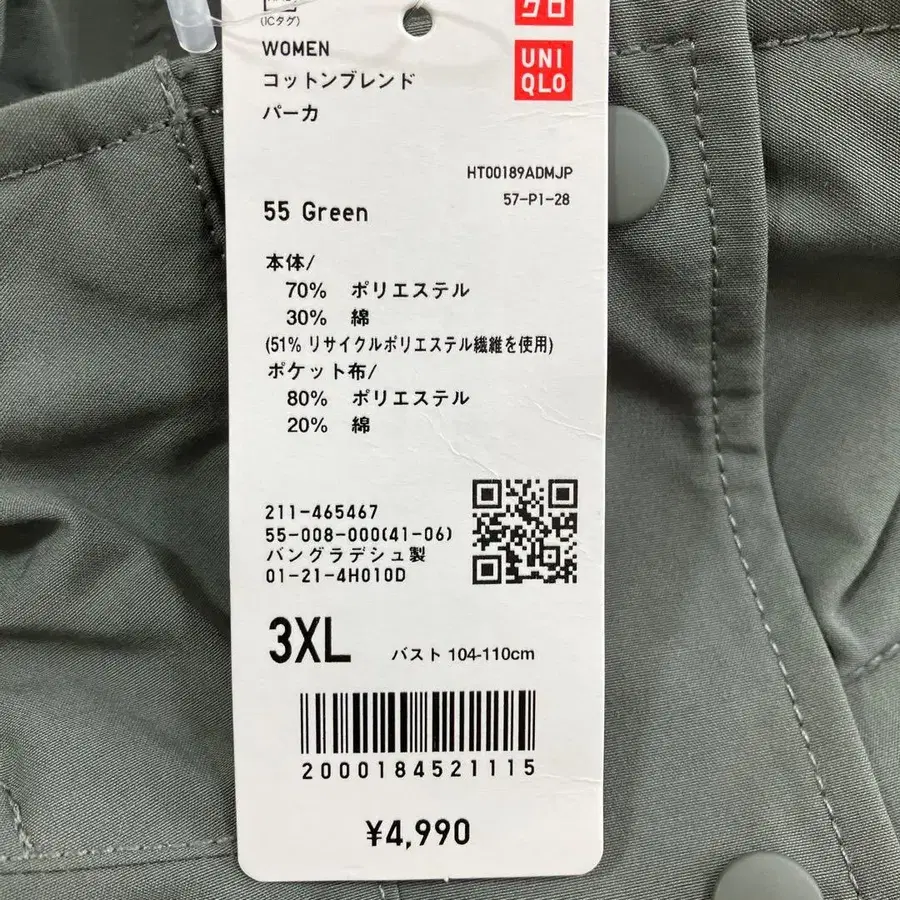 (ICタグ)
クロ
WOMEN
コットンブレンド
パーカ
UNI
QLO
HT00189ADMJP
57-P1-28
55 Green
本体/
70% ポリエステル
30% 綿
(51% リサイクルポリエステル繊維を使用)
ポケット布/
80% ポリエステル
20% 綿
211-465467
55-008-000(41-06)
バングラデシュ製
01-21-4H010D
3XL バスト 104-110cm
2000184521115
¥4,990